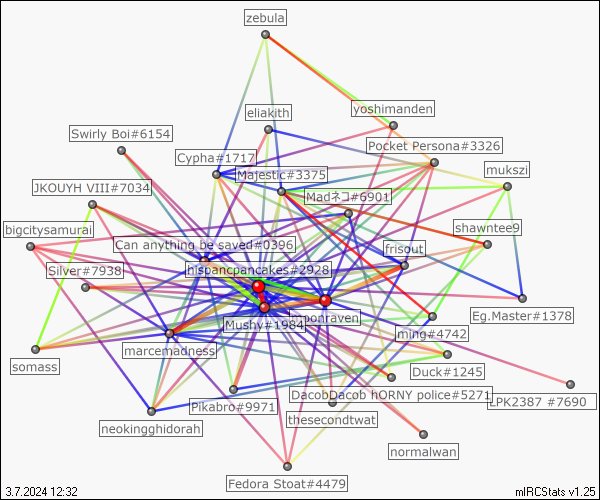 zebula
yoshimanden
eliakith
Swirly Boi#6154
Pocket Persona#3326
Cypha#1717
Majestic#3375
mukszi
JKOUYH VIII#7034
Madネコ#6901
shawntee9
bigcitysamurai
Can anything be saved#0396
frisout
Silver#7938
hispancpancakes#2928
Eg.Master#1378
Mushy#1984
mponraven
ming#4742
marcemadness
somass
Duck#1245
DacobDacob hORNY police#5271
LPK2387 #7690
Pikabro#9971
thesecondtwat
neokingghidorah
normalwan
Fedora Stoat#4479
3.7.2024 12:32
mIRCStats v1.25